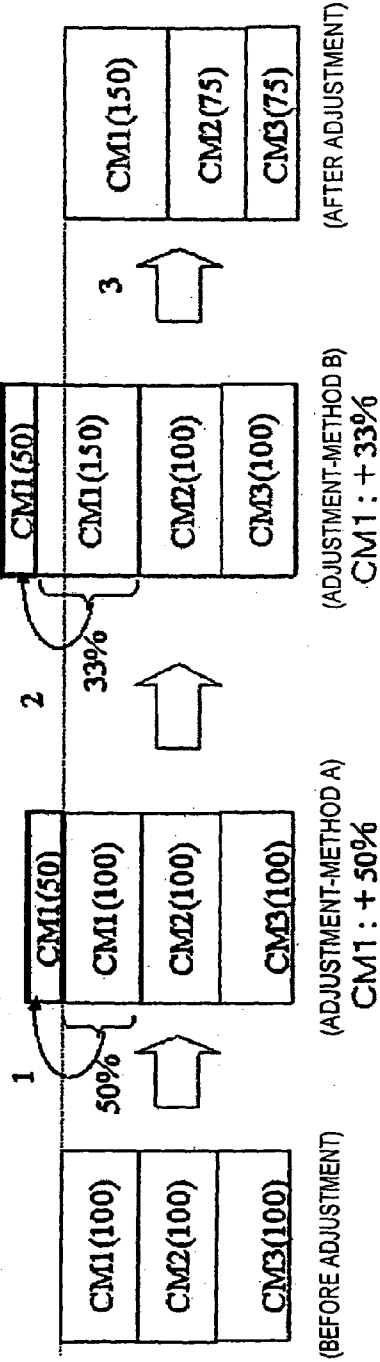 CM1(100)
CM2(100)
CM3(100)
(BEFORE ADJUSTMENT)
1
50%
CM1(50)
CM1(100)
CM2(100)
CM3(100)
(ADJUSTMENT-METHOD A)
CM1 : + 50%
2
33%
CM1(50)
CM1(150)
CM2(100)
CM3(100)
(ADJUSTMENT-METHOD B)
CM1 : + 33%
3
CM1(150)
CM2(75)
CM3(75)
(AFTER ADJUSTMENT)